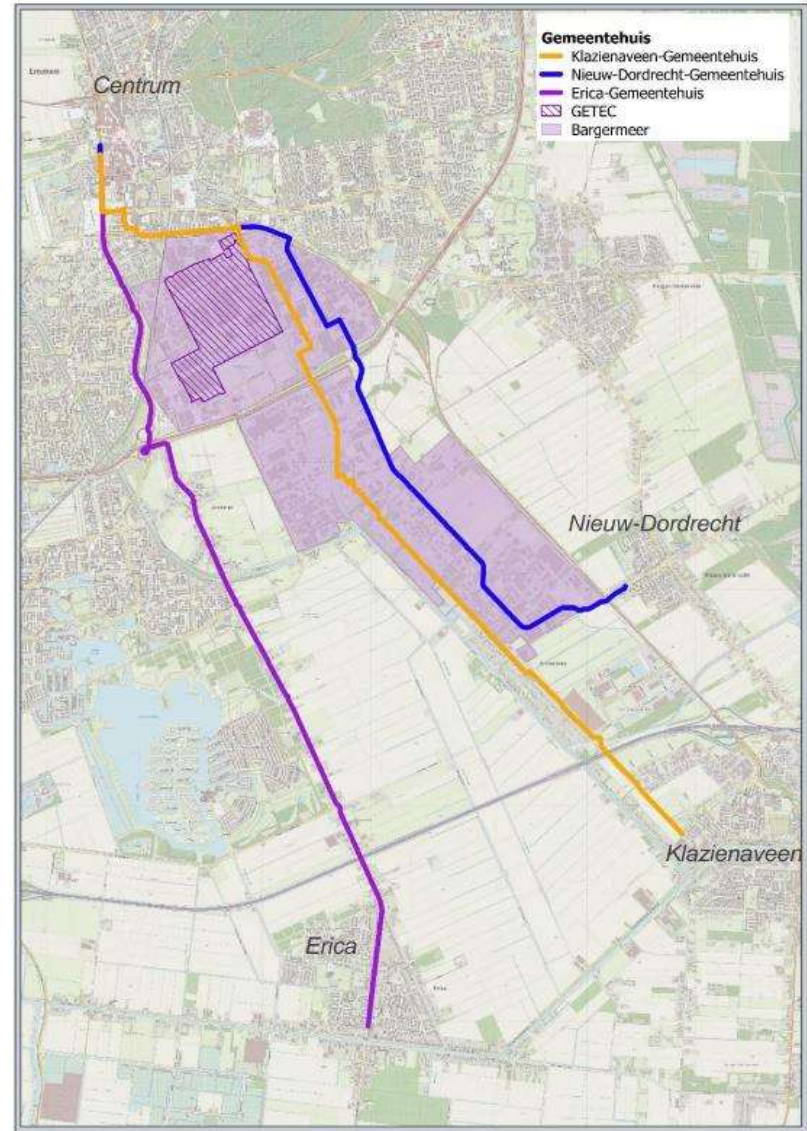 Gemeentehuis
Klazienaveen-Gemeentehuis
Nieuw-Dordrecht-Gemeentehuis
Erica-Gemeentehuis
GETEC
Bargermeer
Centrum
Nieuw-Dordrecht
Klazienaveen
Erica